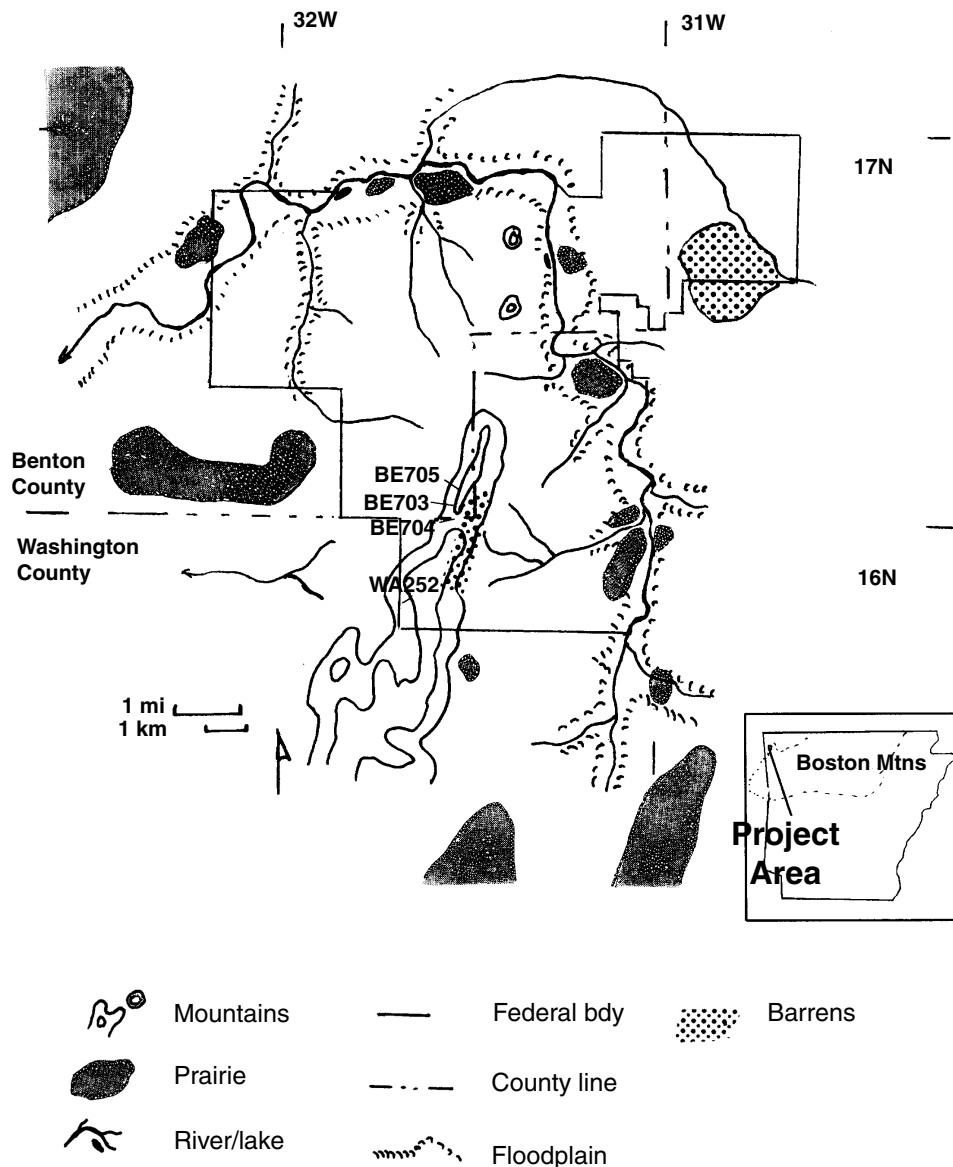 32W
31W
17N
Benton
County
BE705
BE703
BE704
Washington
County
WA252
16N
1 mi
1 km
Boston Mtns
Project
Area
Mountains
Federal bdy
Barrens
Prairie
County line
River/lake
Floodplain